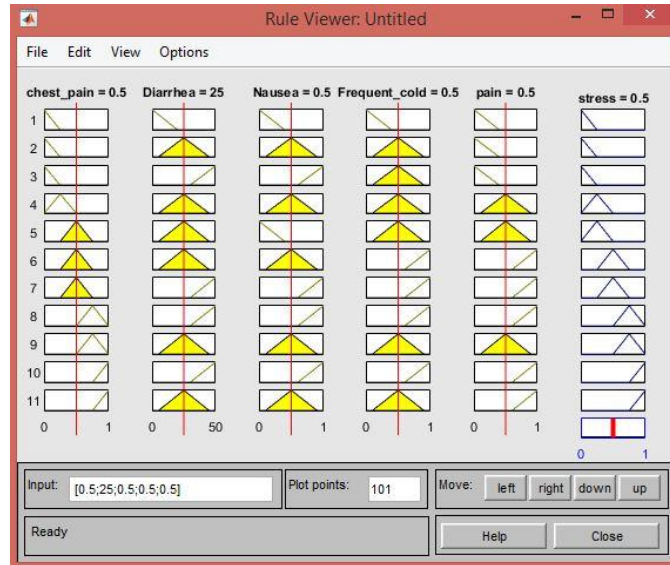 Rule Viewer: Untitled
File Edit View Options
chest_pain = 0.5 Diarrhea = 25 Nausea = 0.5 Frequent_cold = 0.5 pain = 0.5 stress = 0.5
1
2
3
4
5
6
7
8
9
10
11
0 1 0 50 0 1 0 1 0 1
0 1
Input: [0.5;25;0.5;0.5;0.5] Plot points: 101 Move: left right down up
Ready Help Close